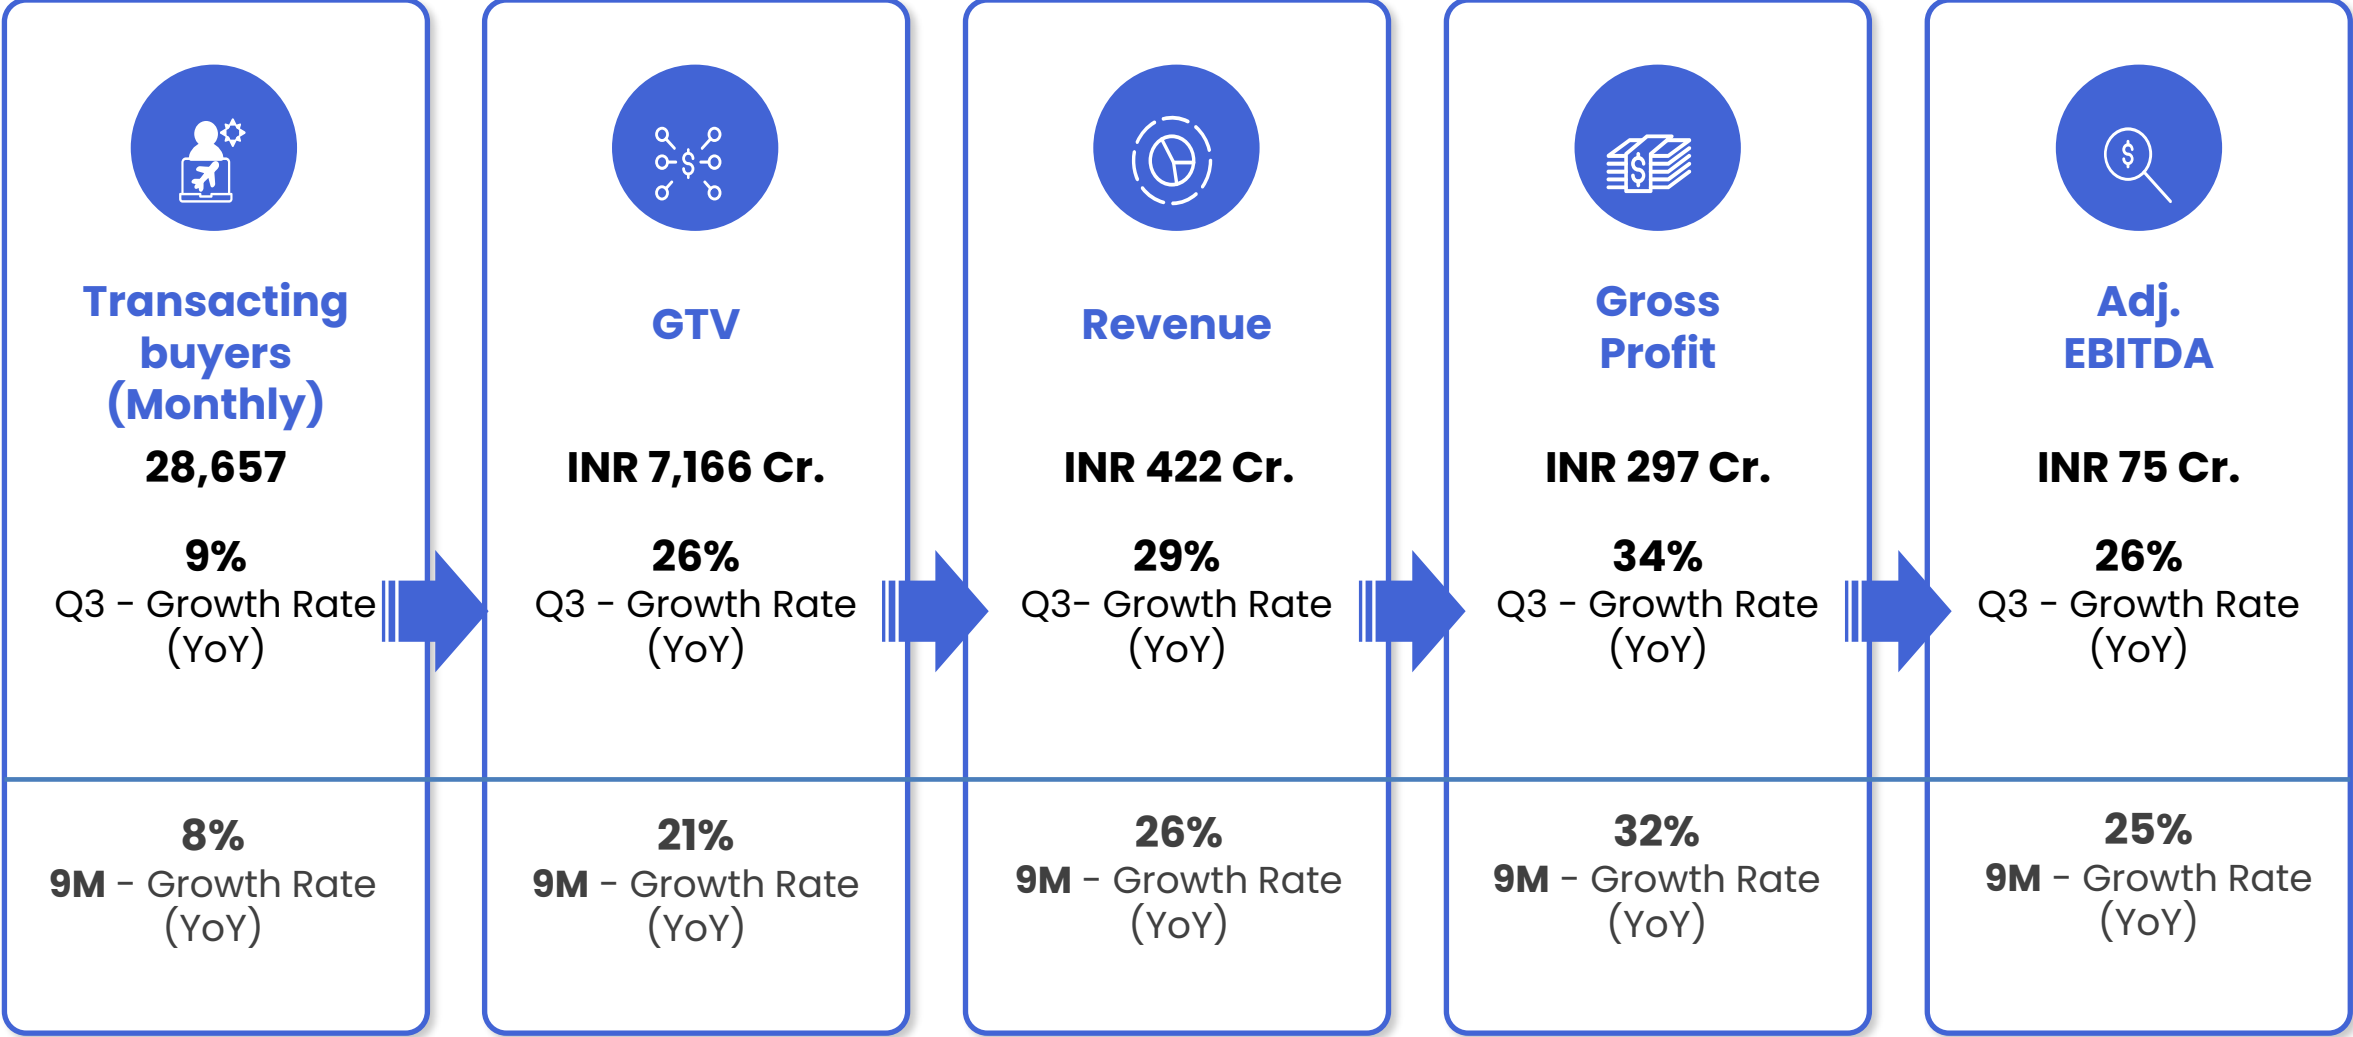 Transacting
buyers
(Monthly)
28,657
9%
Q3 - Growth Rate
(YoY)
8%
9M - Growth Rate
(YoY)
GTV
INR 7,166 Cr.
26%
Q3 - Growth Rate
(YoY)
21%
9M - Growth Rate
(YoY)
Revenue
INR 422 Cr.
29%
Q3- Growth Rate
(YoY)
26%
9M - Growth Rate
(YoY)
Gross
Profit
INR 297 Cr.
34%
Q3 - Growth Rate
(YoY)
32%
9M - Growth Rate
(YoY)
Adj.
EBITDA
INR 75 Cr.
26%
Q3 - Growth Rate
(YoY)
25%
9M - Growth Rate
(YoY)